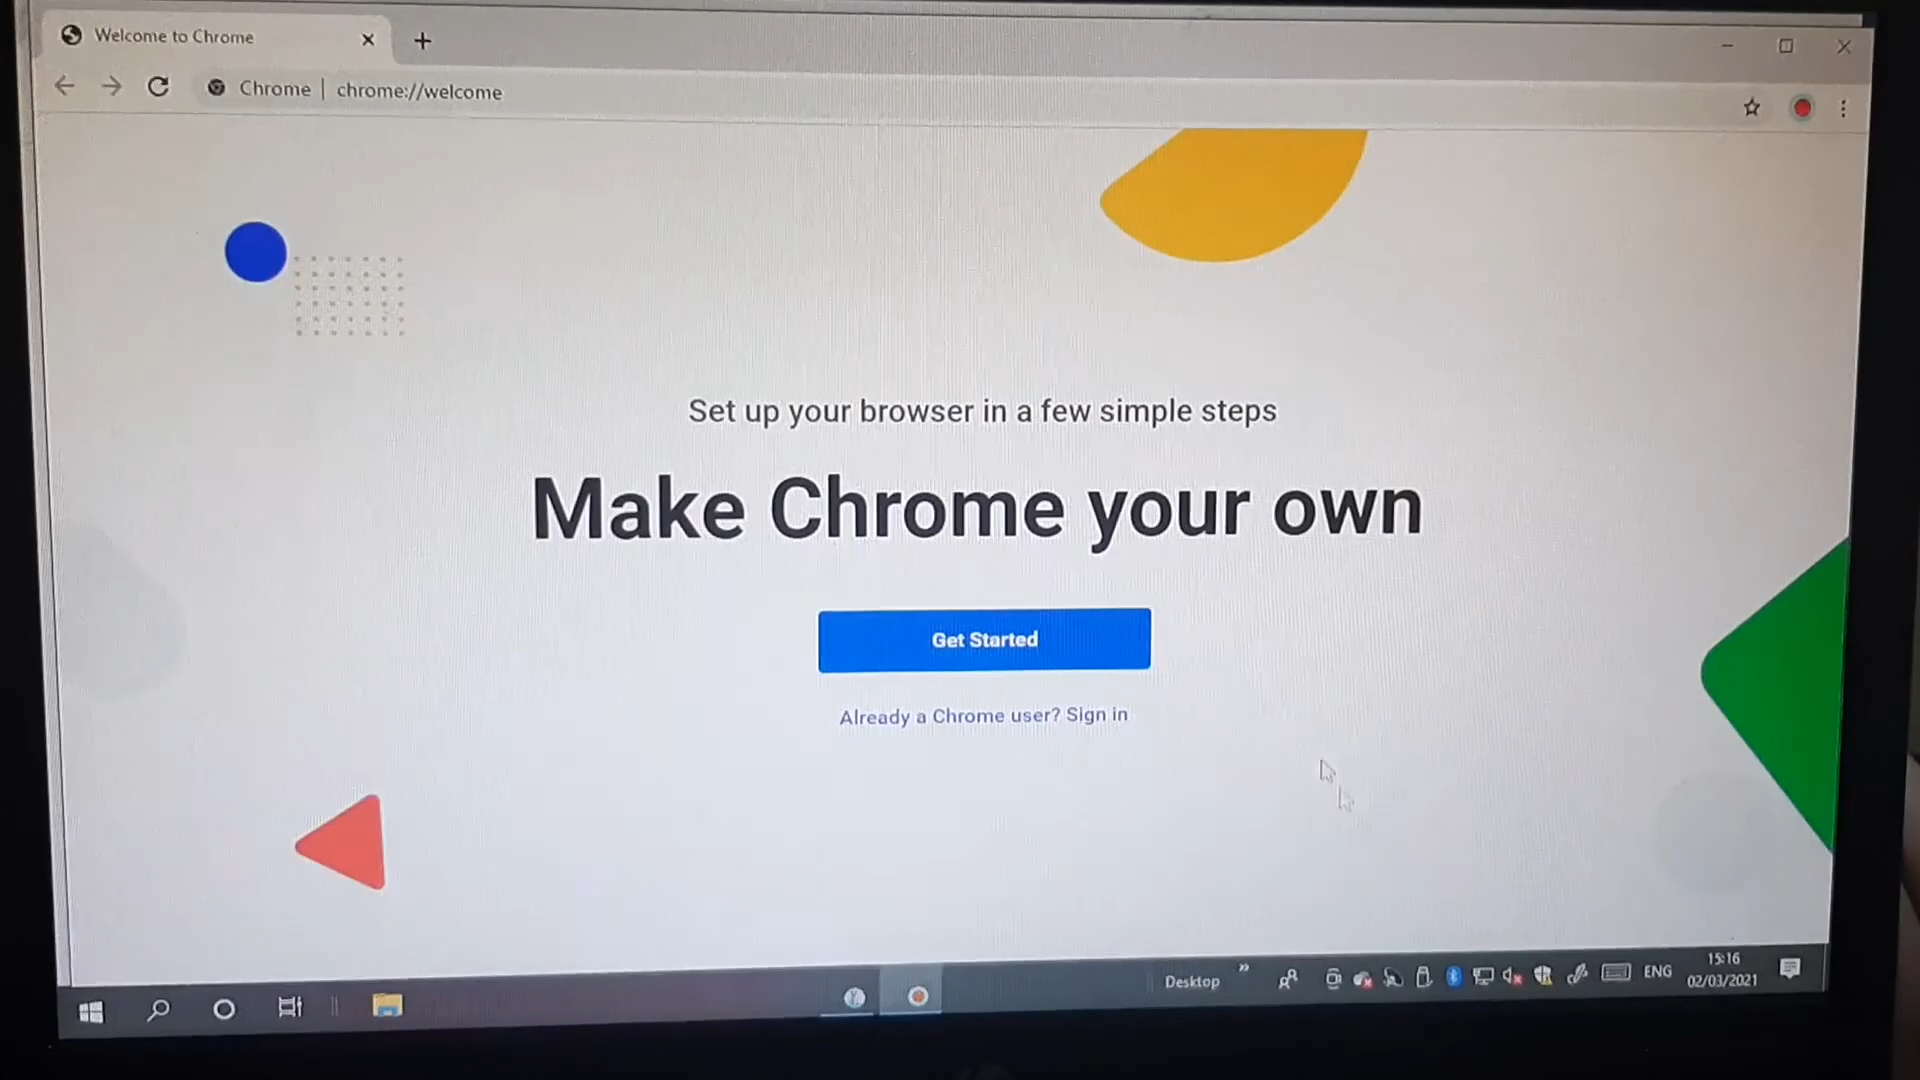 Welcome to Chrome
Chrome | chrome://welcome
Set up your browser in a few simple steps
Make Chrome your own
Get Started
Already a Chrome user? Sign in
Desktop
ENG
15:16
02/03/2021